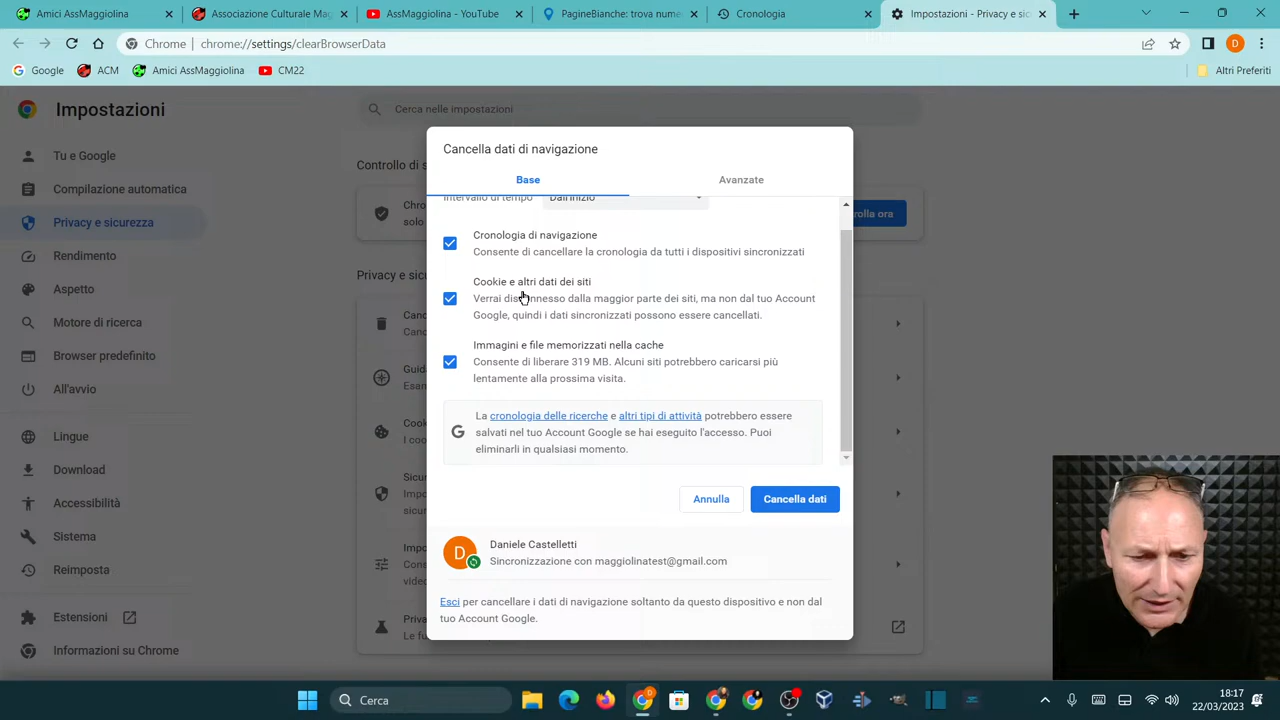 Amici AssMaggiolina
Associazione Culturale Mag
AssMaggiolina - YouTube
PagineBianche: trova nume
Cronologia
Impostazioni - Privacy e sic
Chrome | chrome://settings/clearBrowserData
D
Google
ACM
Amici AssMaggiolina
CM22
Altri Preferiti
Impostazioni
Cerca nelle impostazioni
Tu e Google
Compilazione automatica
Privacy e sicurezza
Rendimento
Aspetto
Motore di ricerca
Browser predefinito
All'avvio
Lingue
Download
Accessibilità
Sistema
Reimposta
Estensioni
Informazioni su Chrome
Controllo di s
Chro
solo
olla ora
Privacy e sicu
Canc
Canc
Guid
Cook
I coo
Sicur
sicur
Impo
Cons
video
Priva
Le fu
Cancella dati di navigazione
Base
Avanzate
Intervallo di tempo
Dall'inizio
Cronologia di navigazione
Consente di cancellare la cronologia da tutti i dispositivi sincronizzati
Cookie e altri dati dei siti
Verrai disconnesso dalla maggior parte dei siti, ma non dal tuo Account
Google, quindi i dati sincronizzati possono essere cancellati.
Immagini e file memorizzati nella cache
Consente di liberare 319 MB. Alcuni siti potrebbero caricarsi più
lentamente alla prossima visita.
La cronologia delle ricerche e altri tipi di attività potrebbero essere
salvati nel tuo Account Google se hai eseguito l'accesso. Puoi
eliminarli in qualsiasi momento.
Annulla
Cancella dati
D
Daniele Castelletti
Sincronizzazione con maggiolinatest@gmail.com
Esci per cancellare i dati di navigazione soltanto da questo dispositivo e non dal
tuo Account Google.
Cerca
18:17
22/03/2023